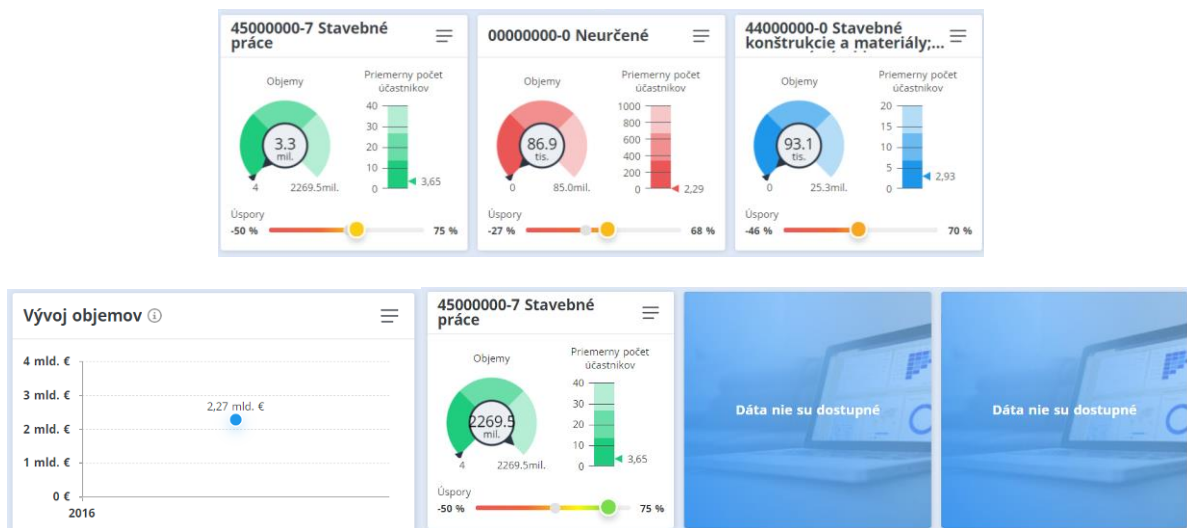 45000000-7 Stavebné
práce
Objemy
Priemerny počet
účastnikov
3.3
mil.
4
2269.5mil.
40
30
20
10
0
3,65
Úspory
-50 %
75 %
00000000-0 Neurčené
Objemy
Priemerny počet
účastnikov
86.9
tis.
0
85.0mil.
1000
800
600
400
200
0
2,29
Úspory
-27 %
68 %
44000000-0 Stavebné
konštrukcie a materiály;...
Objemy
Priemerny počet
účastnikov
93.1
tis.
0
25.3mil.
20
15
10
5
0
2,93
Úspory
-46 %
70 %
Vývoj objemov
4 mld. €
3 mld. €
2 mld. €
1 mld. €
0 €
2,27 mld. €
2016
45000000-7 Stavebné
práce
Objemy
Priemerny počet
účastnikov
2269.5
mil.
4
2269.5mil.
40
30
20
10
0
3,65
Úspory
-50 %
75 %
Dáta nie su dostupné
Dáta nie su dostupné